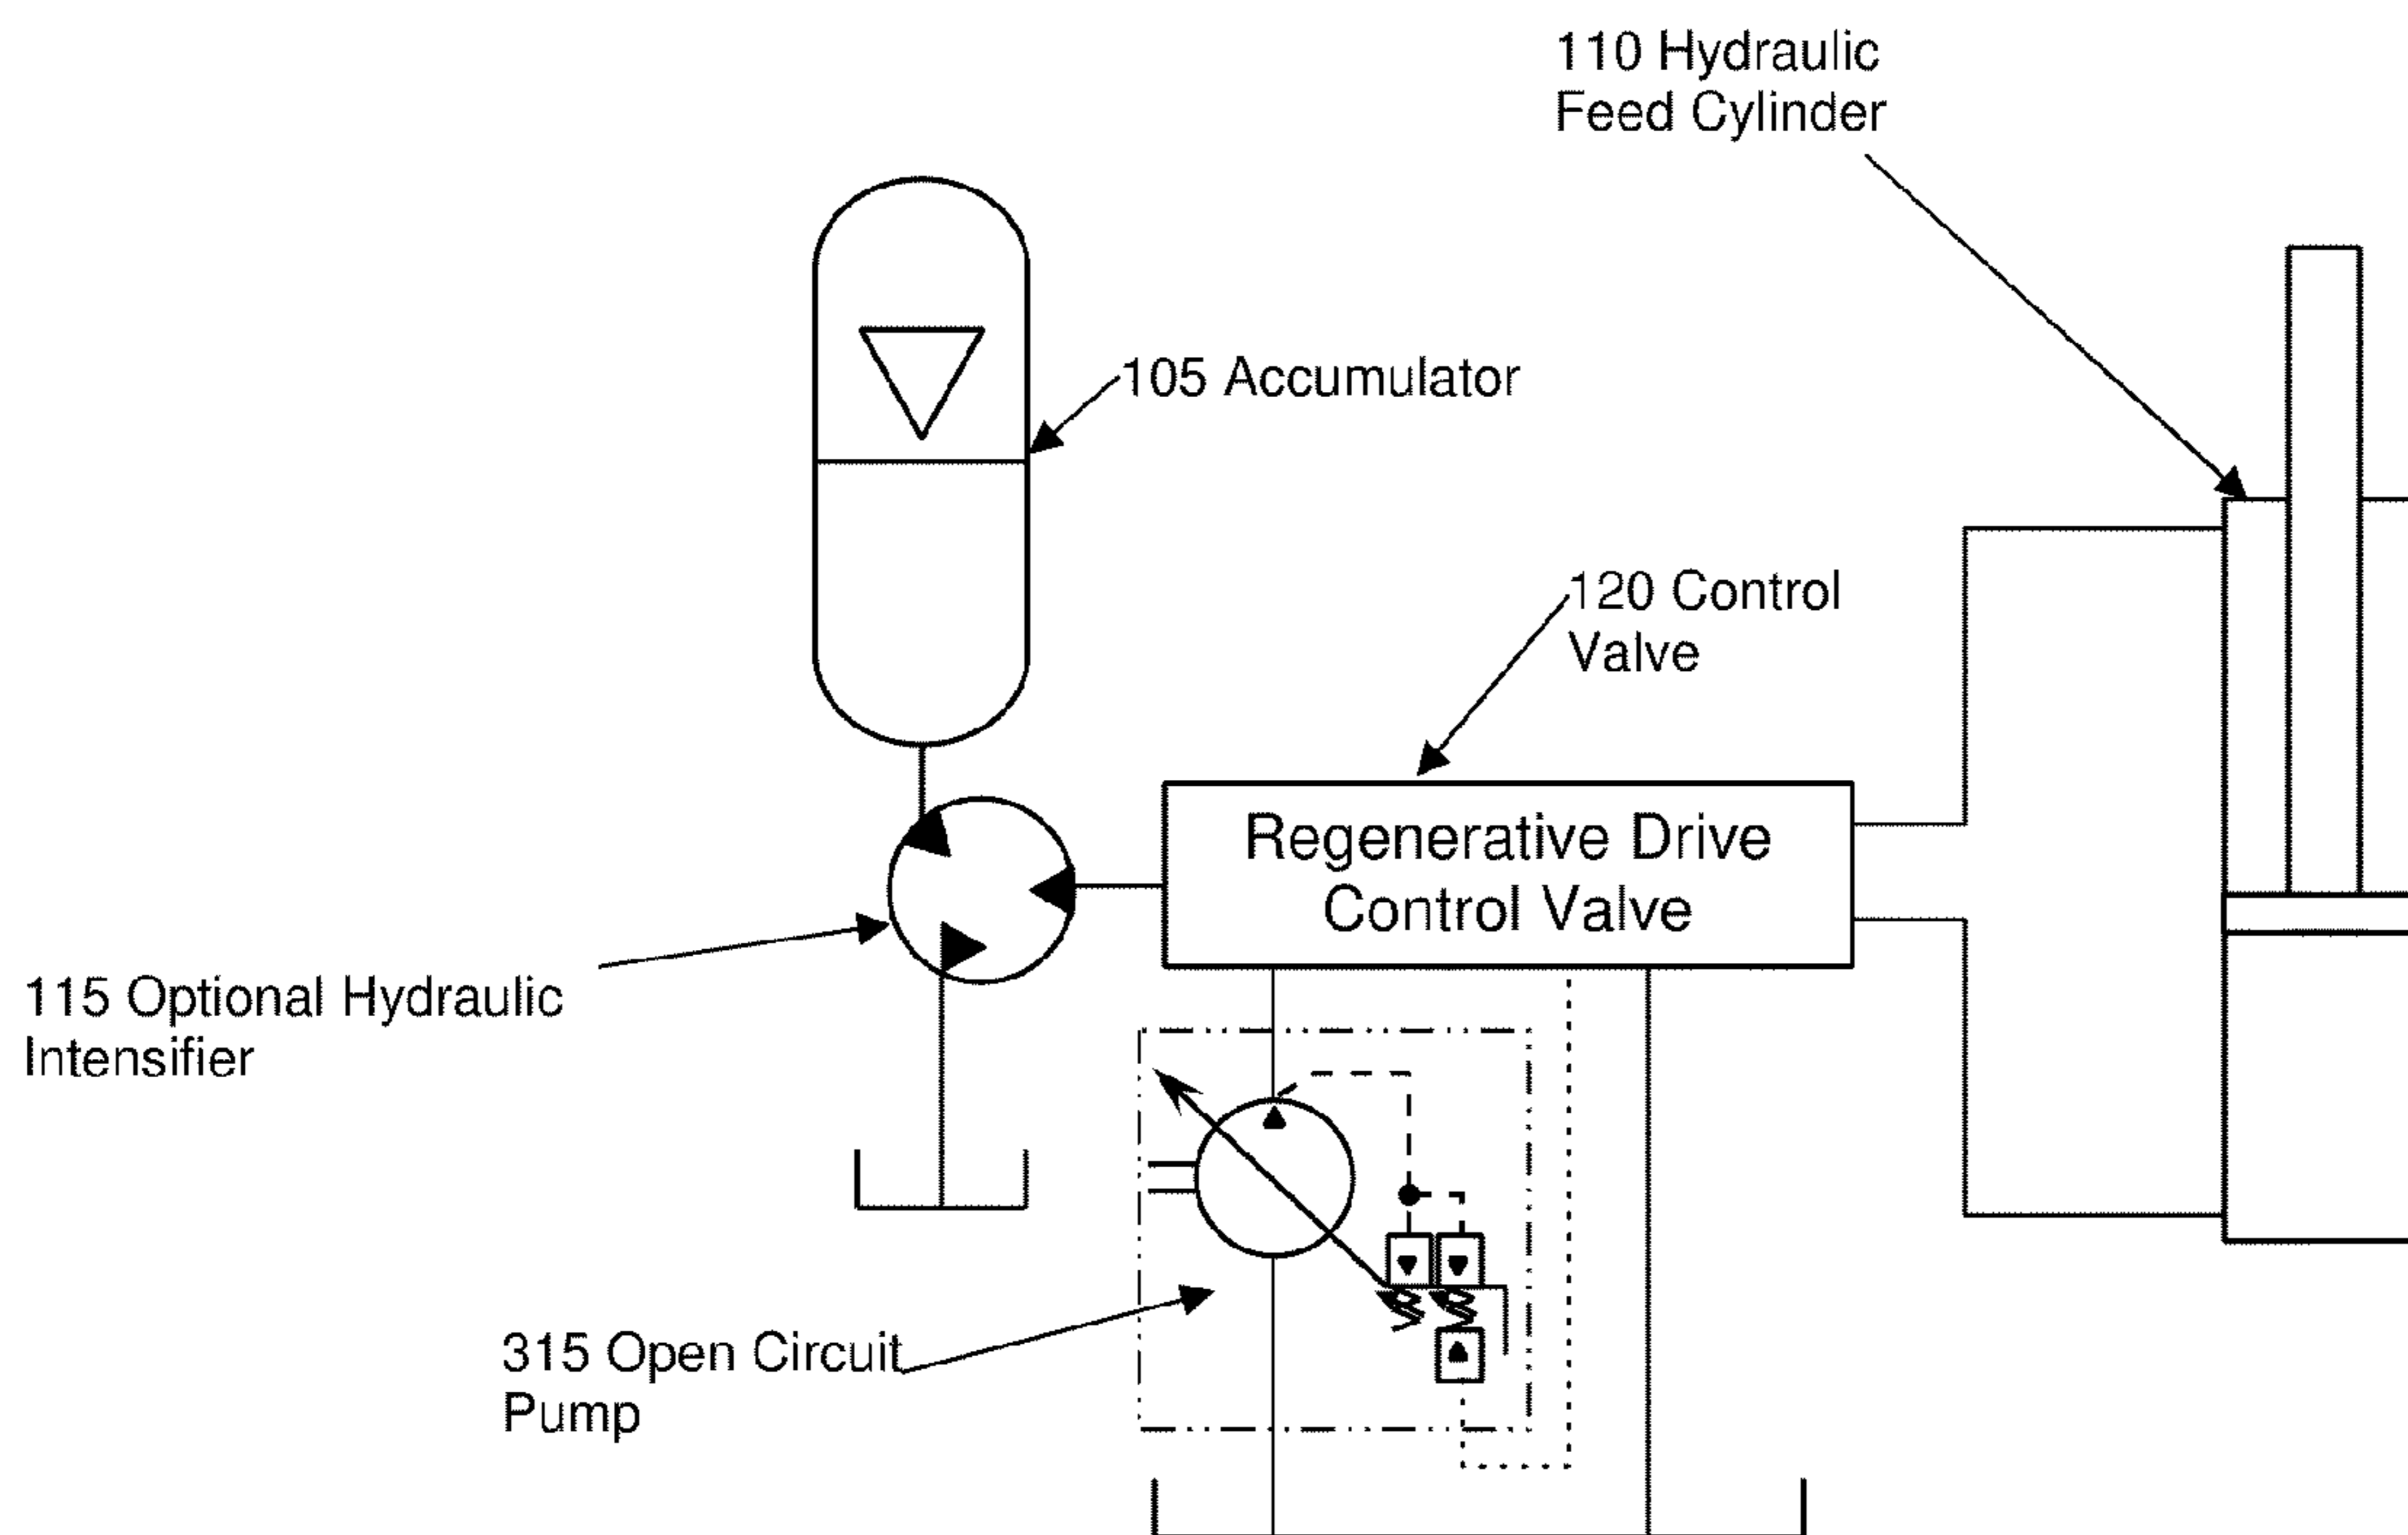 110 Hydraulic
Feed Cylinder
105 Accumulator
120 Control
Valve
Regenerative Drive
Control Valve
115 Optional Hydraulic
Intensifier
315 Open Circuit
Pump